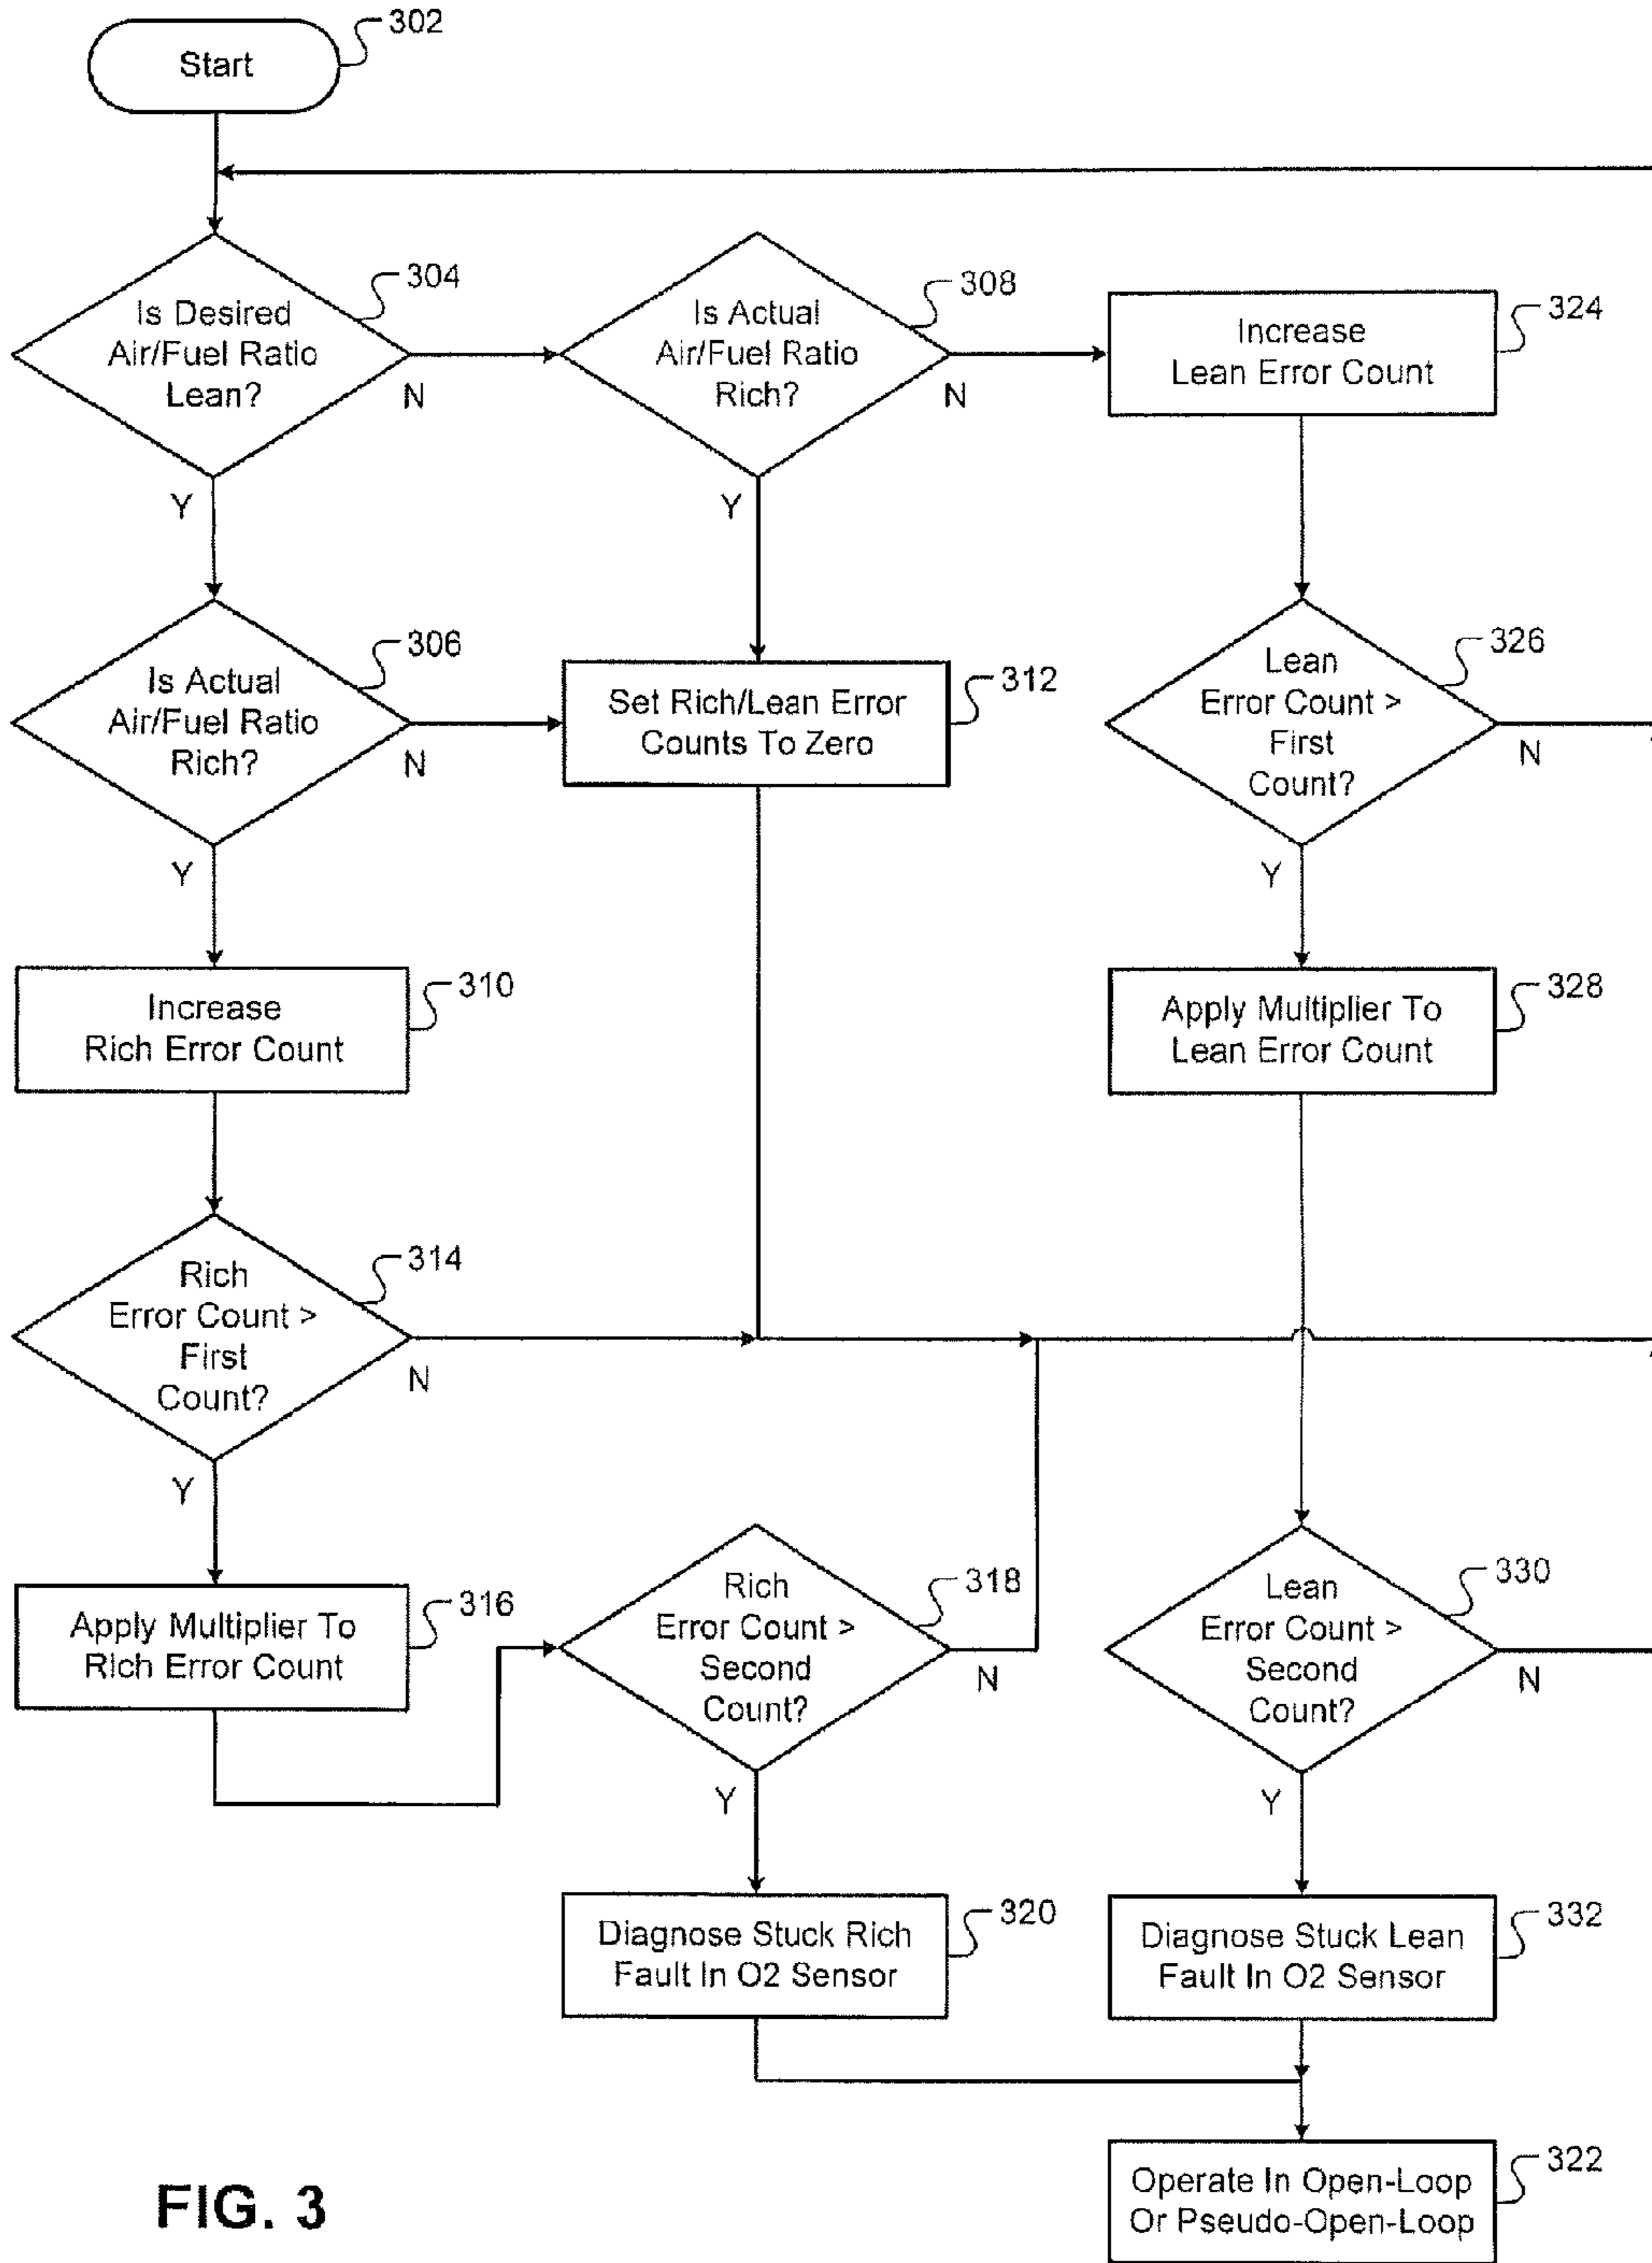 Start
302
Is Desired
Air/Fuel Ratio
Lean?
304
N
Y
Is Actual
Air/Fuel Ratio
Rich?
308
N
Y
Increase
Lean Error Count
324
Is Actual
Air/Fuel Ratio
Rich?
306
N
Y
Set Rich/Lean Error
Counts To Zero
312
Lean
Error Count >
First
Count?
326
N
Y
Increase
Rich Error Count
310
Apply Multiplier To
Lean Error Count
328
Rich
Error Count >
First
Count?
314
N
Y
Apply Multiplier To
Rich Error Count
316
Rich
Error Count >
Second
Count?
318
N
Y
Lean
Error Count >
Second
Count?
330
N
Y
Diagnose Stuck Rich
Fault In O2 Sensor
320
Diagnose Stuck Lean
Fault In O2 Sensor
332
Operate In Open-Loop
Or Pseudo-Open-Loop
322
FIG. 3